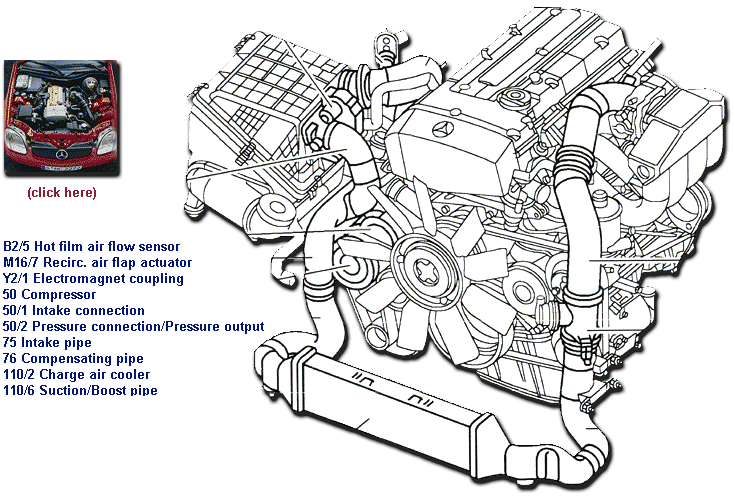 (click here)
B2/5 Hot film air flow sensor
M16/7 Recirc. air flap actuator
Y2/1 Electromagnet coupling
50 Compressor
50/1 Intake connection
50/2 Pressure connection/Pressure output
75 Intake pipe
76 Compensating pipe
110/2 Charge air cooler
110/6 Suction/Boost pipe